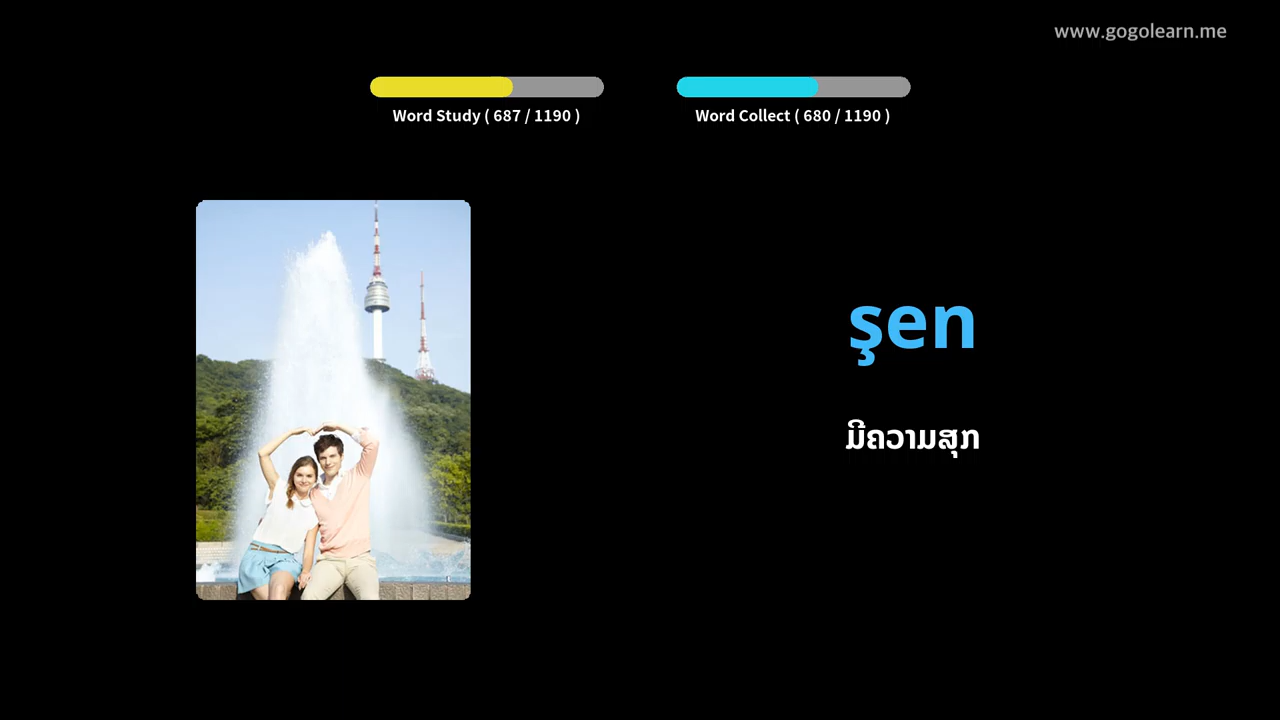 www.gogolearn.me
Word Study ( 687 / 1190 )
Word Collect ( 680 / 1190 )
şen
ມີຄວາມສຸກ